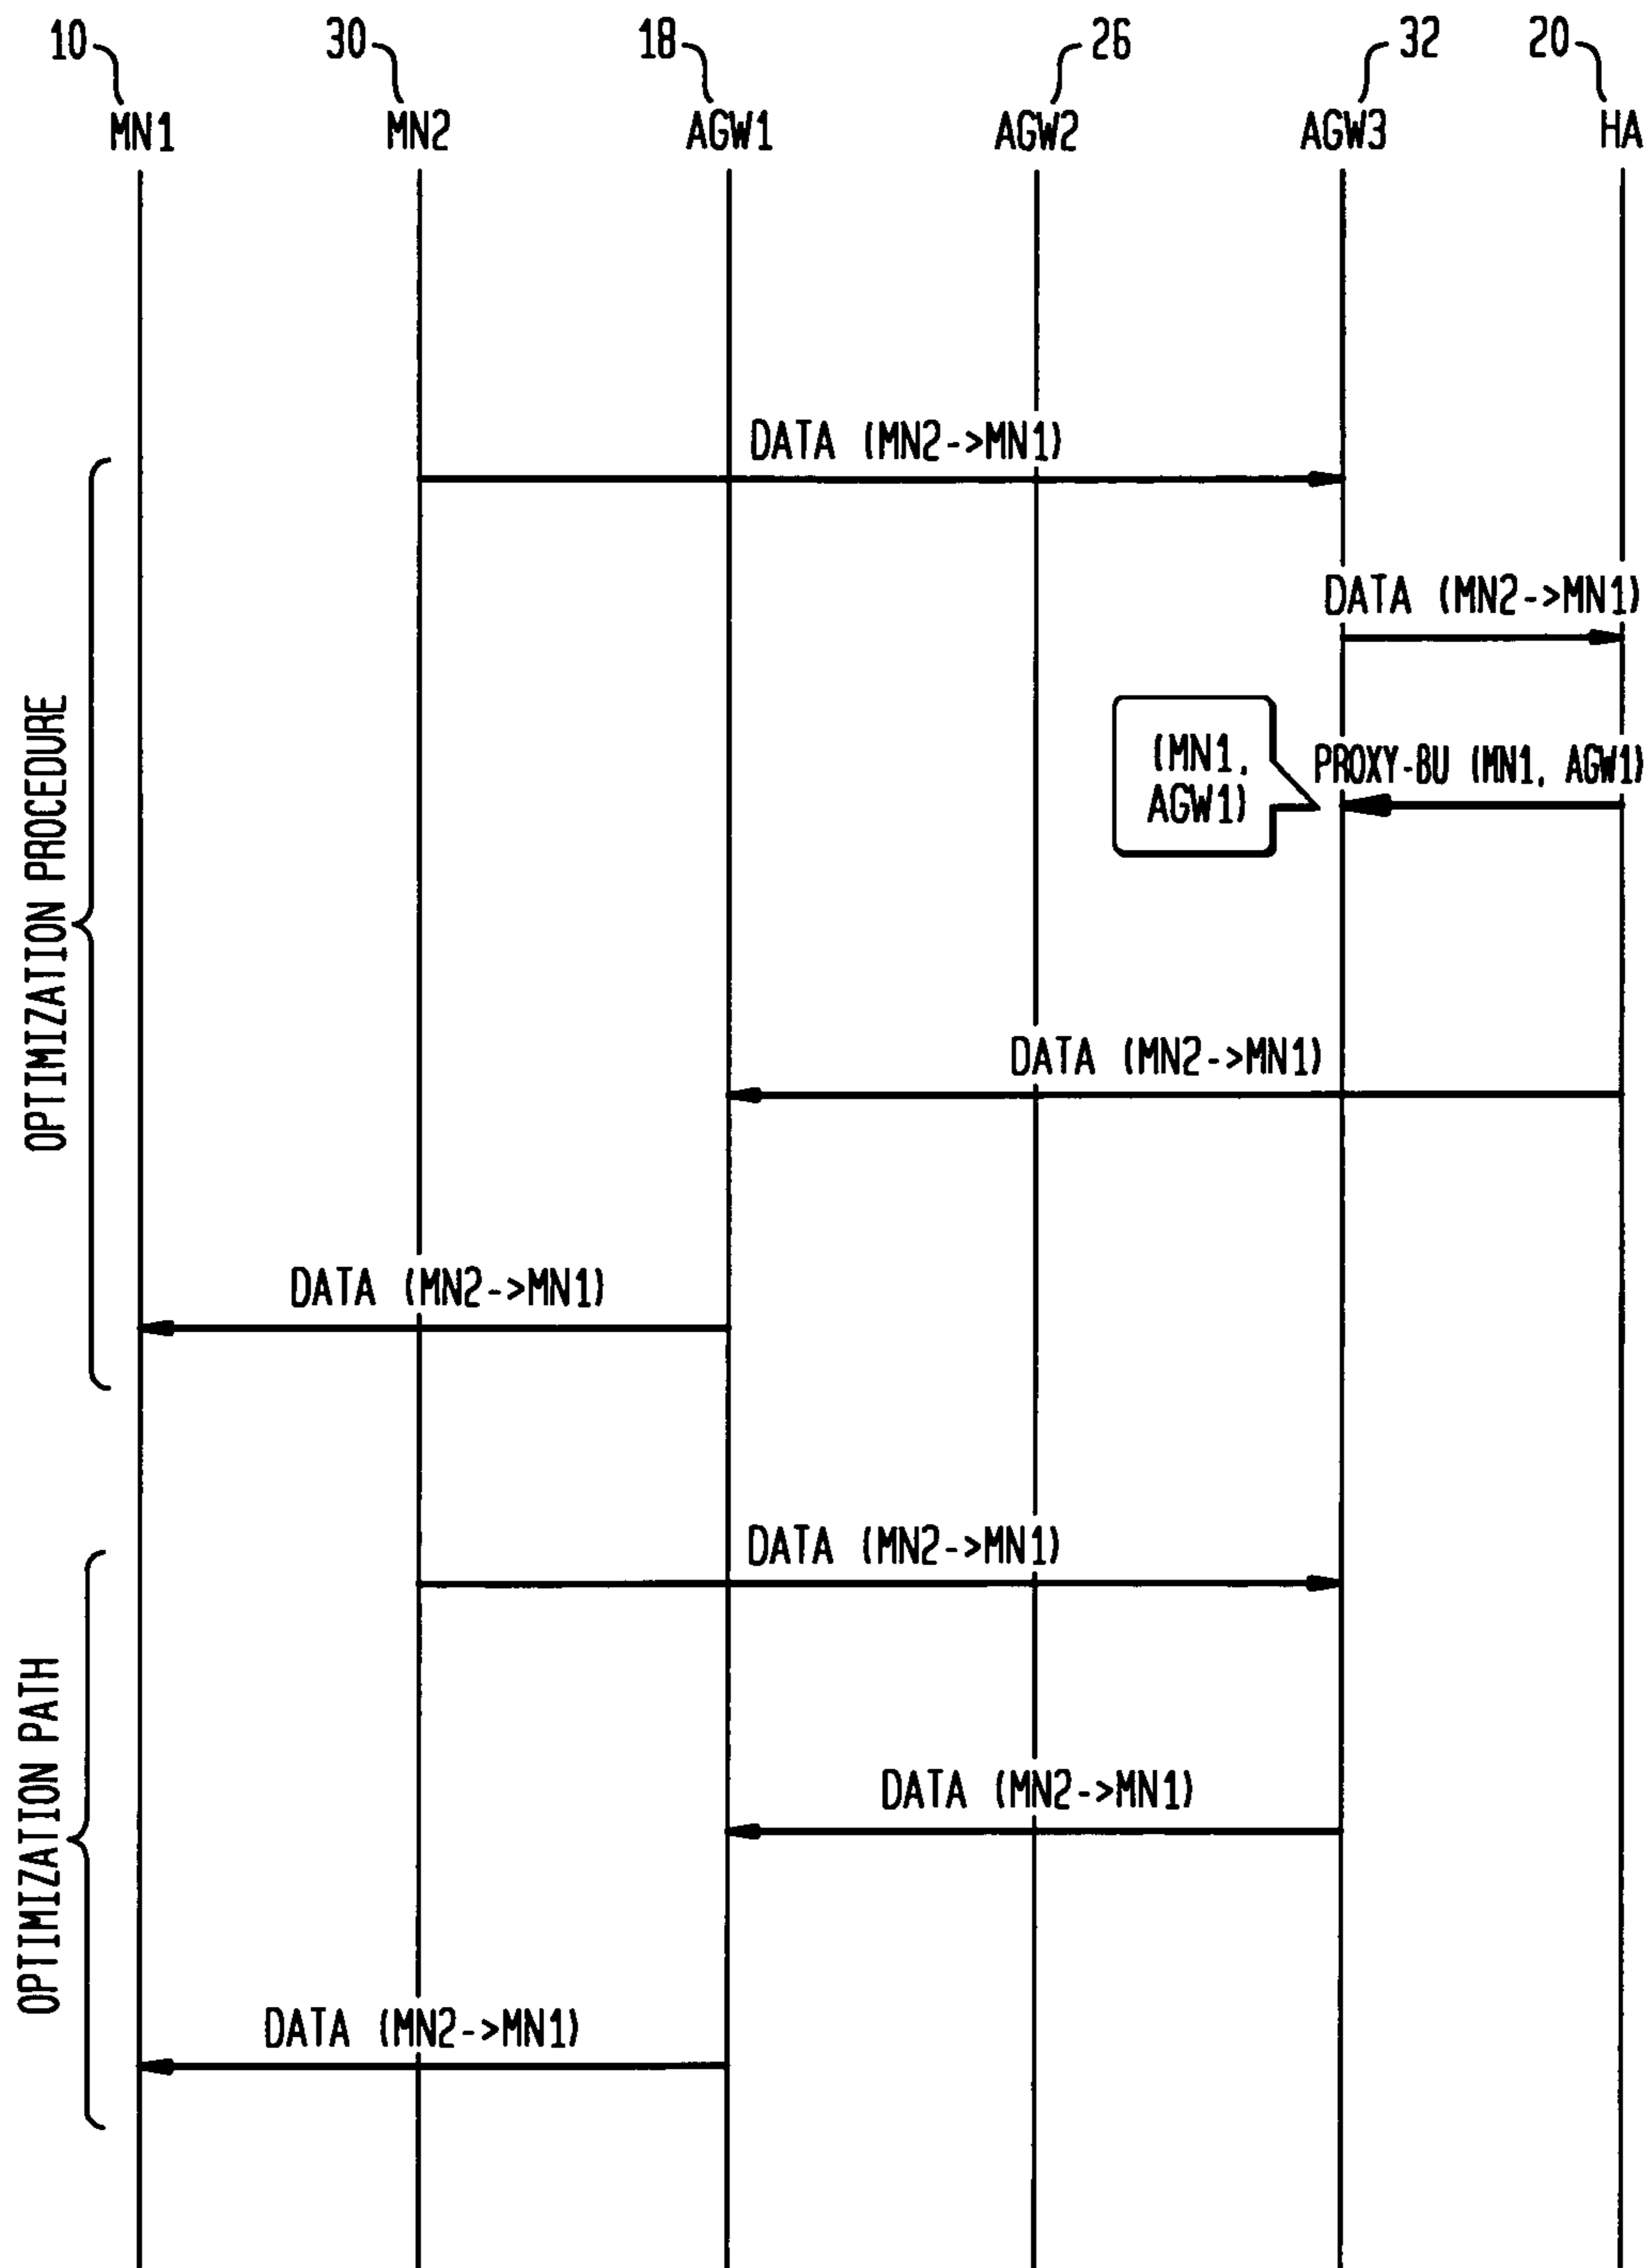 10 30 18 26 32 20
MN1 MN2 AGW1 AGW2 AGW3 HA
DATA (MN2->MN1)
DATA (MN2->MN1)
PROXY-BU (MN1, AGW1)
(MN1,
AGW1)
OPTIMIZATION PROCEDURE
DATA (MN2->MN1)
DATA (MN2->MN1)
DATA (MN2->MN1)
OPTIMIZATION PATH
DATA (MN2->MN1)
DATA (MN2->MN1)